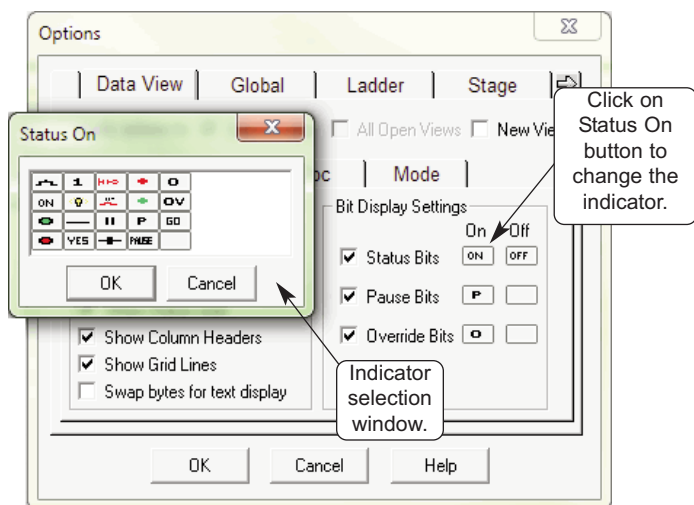 Options
Data View Global Ladder Stage
Click on
Status On
button to
change the
indicator.
Status On
All Open Views New Vie
oc Mode
1 O
ON OV
II P GO
YES PAUSE
OK Cancel
Bit Display Settings
On Off
Status Bits ON OFF
Pause Bits P
Override Bits O
Show Column Headers
Show Grid Lines
Swap bytes for text display
Indicator
selection
window.
OK Cancel Help